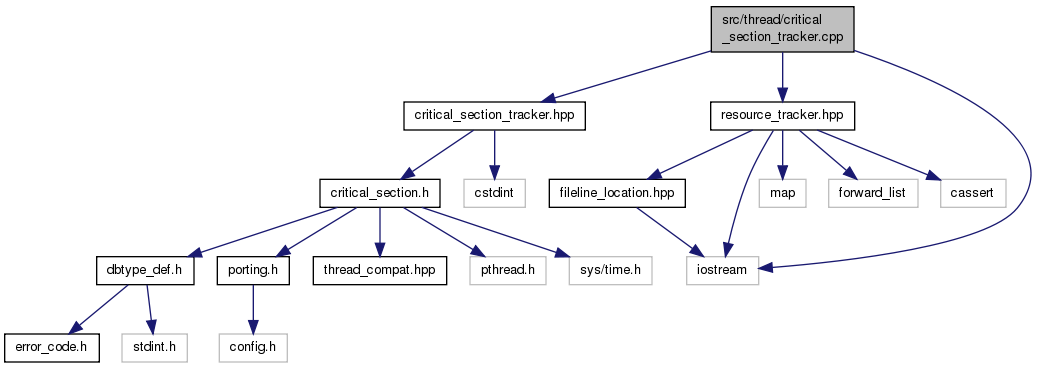 src/thread/critical
_section_tracker.cpp
critical_section_tracker.hpp
resource_tracker.hpp
critical_section.h
cstdint
fileline_location.hpp
map
forward_list
cassert
dbtype_def.h
porting.h
thread_compat.hpp
pthread.h
sys/time.h
iostream
error_code.h
stdint.h
config.h